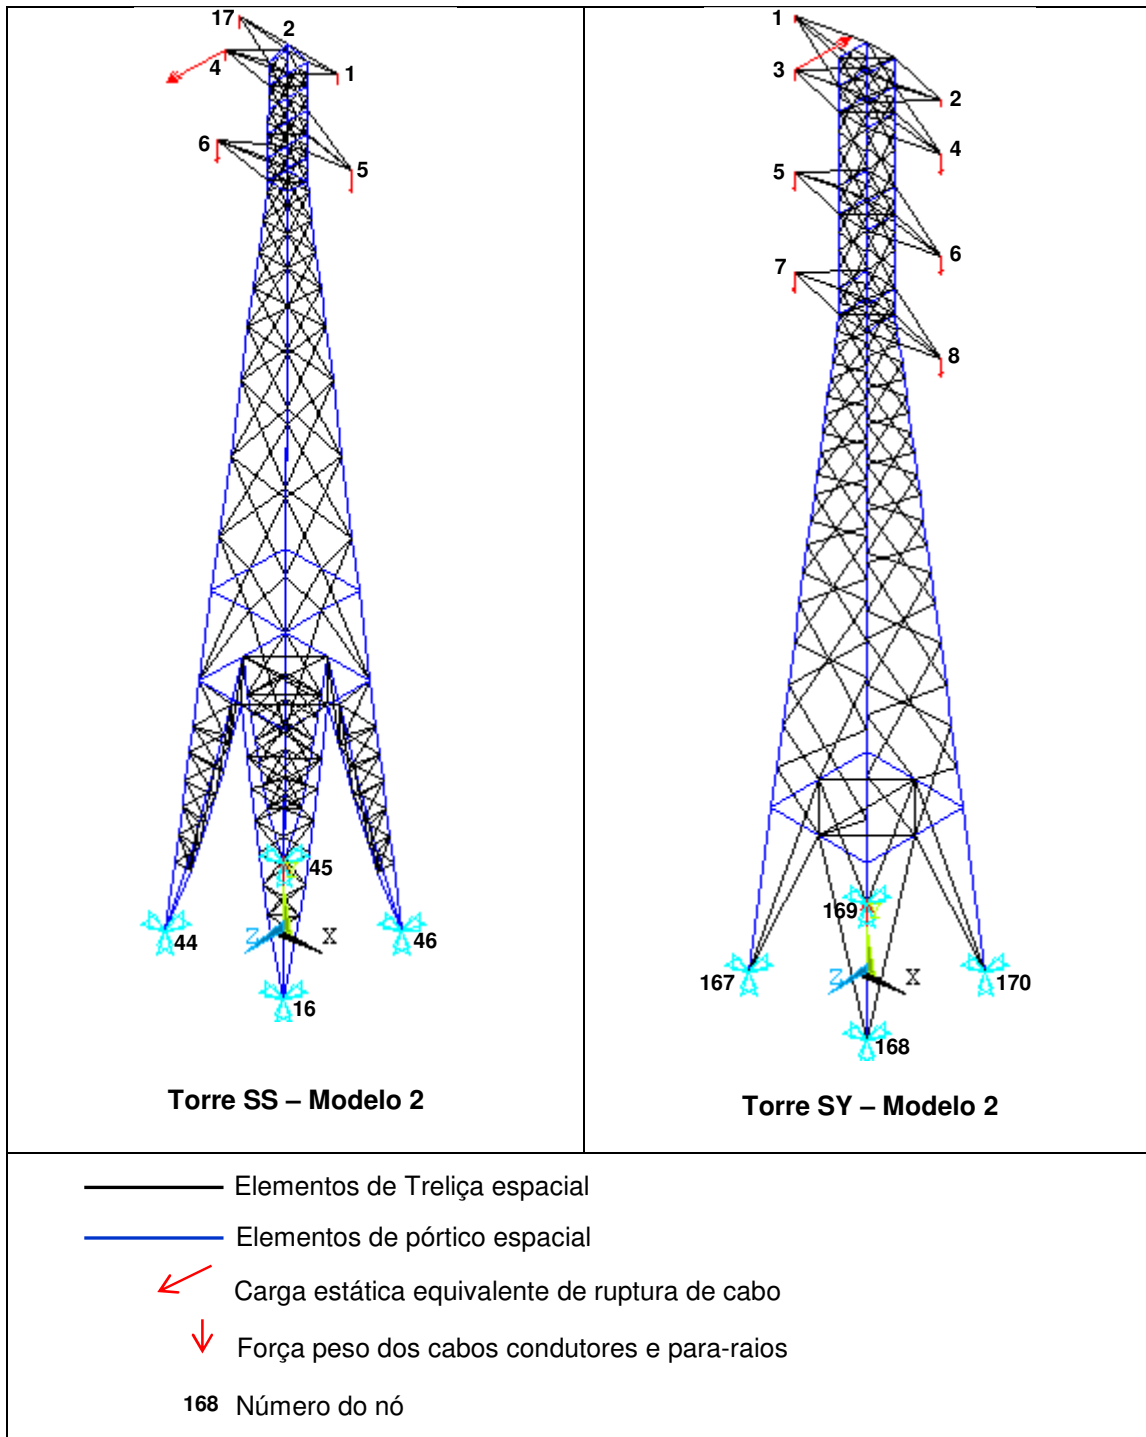 17
2
4
1
6
5
45
Z
X
44
46
16
Torre SS – Modelo 2
1
3
2
4
5
6
7
8
169
Z
X
167
170
168
Torre SY – Modelo 2
Elementos de Treliça espacial
Elementos de pórtico espacial
Carga estática equivalente de ruptura de cabo
Força peso dos cabos condutores e para-raios
168 Número do nó